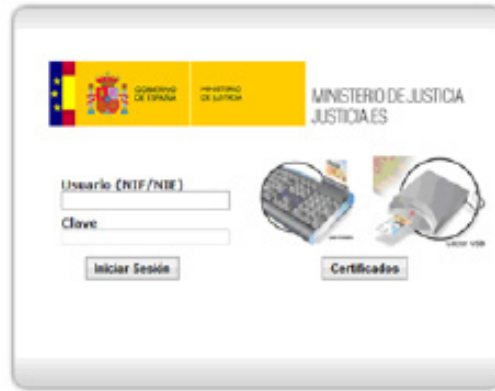 GOBIERNO MINISTERIO
DE ESPAÑA DE JUSTICIA
MINISTERIO DE JUSTICIA
JUSTICIA.ES
Usuario (NIF/NIE)
Clave
USB
Iniciar Sesión
Certificados